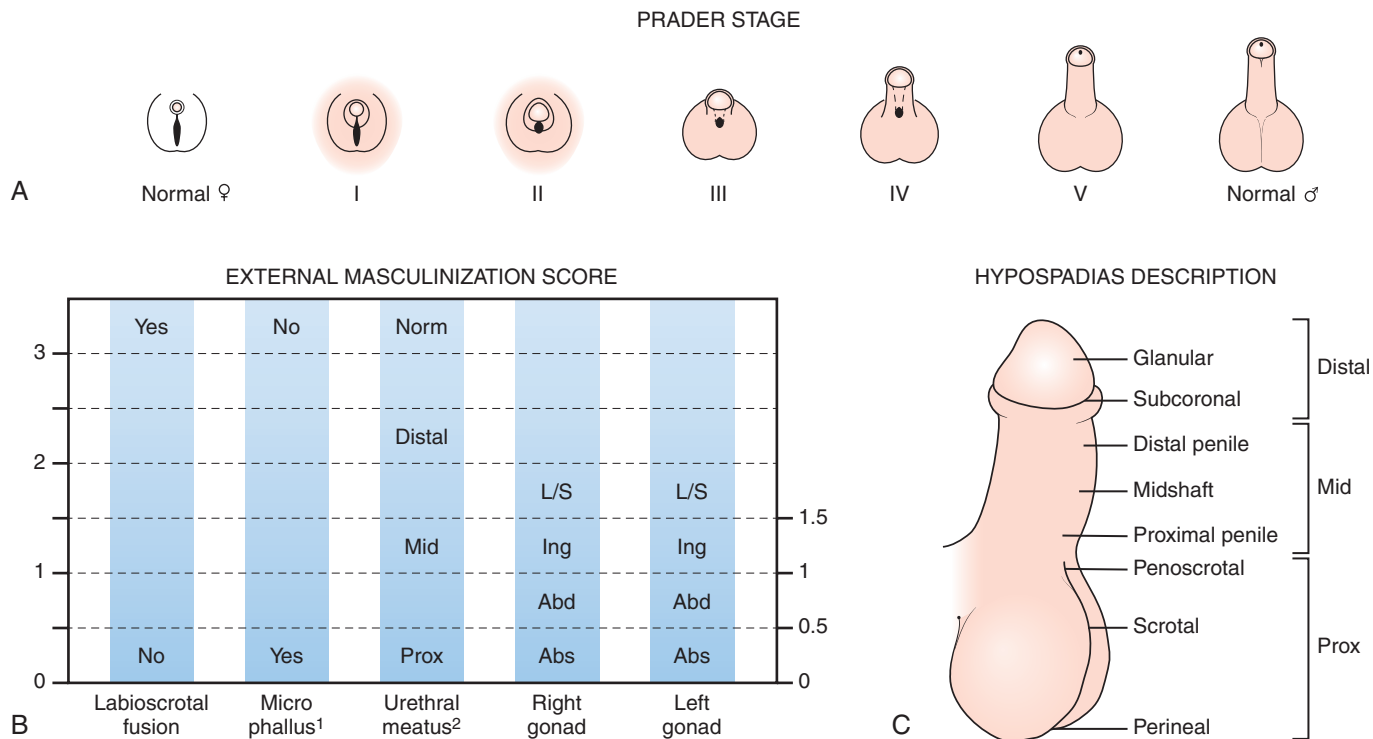 PRADER STAGE
A
Normal ♀
I
II
III
IV
V
Normal ♂
EXTERNAL MASCULINIZATION SCORE
Yes No Norm
3
Distal
2
L/S L/S
1.5
Mid Ing Ing
1 1
Abd Abd
0.5
No Yes Prox Abs Abs
0 0
Labioscrotal
fusion
Micro
phallus¹
Urethral
meatus²
Right
gonad
Left
gonad
B
HYPOSPADIAS DESCRIPTION
Glanular
Subcoronal
Distal
Distal penile
Midshaft
Proximal penile
Mid
Penoscrotal
Scrotal
Perineal
Prox
C